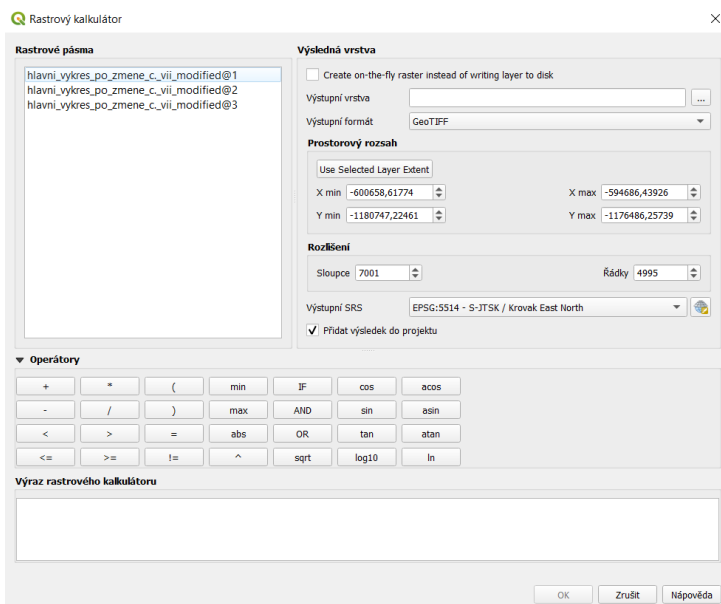 Rastrový kalkulátor
Rastrové pásma
hlavni_vykres_po_zmene_c._vii_modified@1
hlavni_vykres_po_zmene_c._vii_modified@2
hlavni_vykres_po_zmene_c._vii_modified@3
Výsledná vrstva
Create on-the-fly raster instead of writing layer to disk
Výstupní vrstva ...
Výstupní formát GeoTIFF
Prostorový rozsah
Use Selected Layer Extent
X min -600658,61774 X max -594686,43926
Y min -1180747,22461 Y max -1176486,25739
Rozlišení
Sloupce 7001 Řádky 4995
Výstupní SRS EPSG:5514 - S-JTSK / Krovak East North
Přidat výsledek do projektu
Operátory
+ * ( min IF cos acos
- / ) max AND sin asin
< > = abs OR tan atan
<= >= != ^ sqrt log10 ln
Výraz rastrového kalkulátoru
OK Zrušit Nápověda